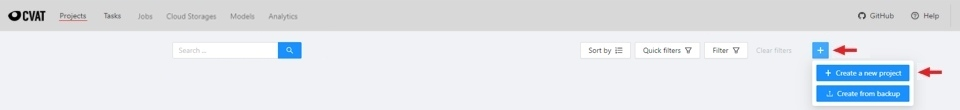 CVAT Projects Tasks Jobs Cloud Storages Models Analytics GitHub Help
Search ... Sort by Quick filters Filter Clear filters +
+ Create a new project
Create from backup